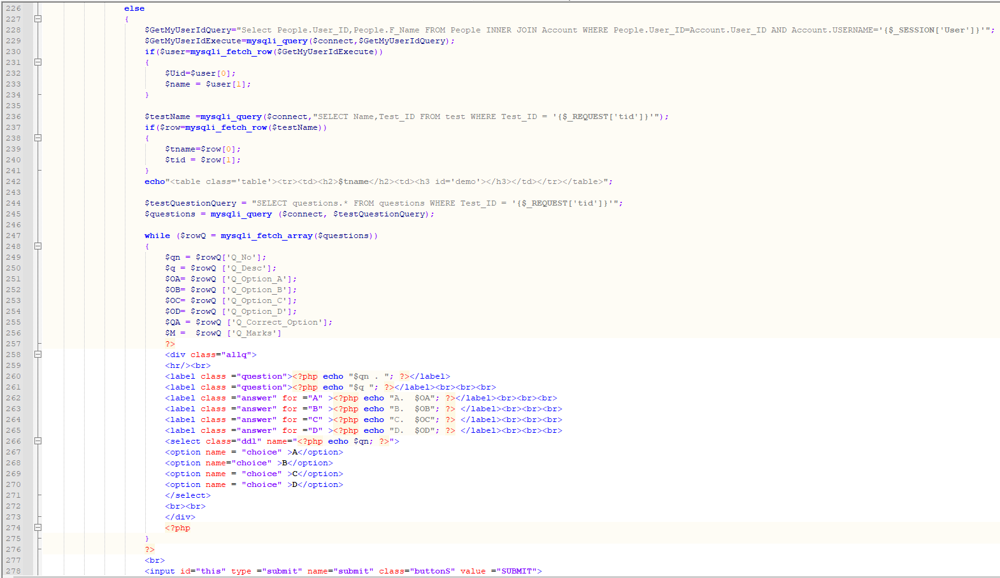 226 else
227 {
228 $GetMyUserIdQuery="Select People.User_ID,People.F_Name FROM People INNER JOIN Account WHERE People.User_ID=Account.User_ID AND Account.USERNAME='{$_SESSION['User']}'";
229 $GetMyUserIdExecute=mysqli_query($connect,$GetMyUserIdQuery);
230 if($user=mysqli_fetch_row($GetMyUserIdExecute))
231 {
232 $Uid=$user[0];
233 $name = $user[1];
234 }
235
236 $testName =mysqli_query($connect,"SELECT Name,Test_ID FROM test WHERE Test_ID = '{$_REQUEST['tid']}'");
237 if($row=mysqli_fetch_row($testName))
238 {
239 $tname=$row[0];
240 $tid = $row[1];
241 }
242 echo"<table class='table'><tr><td><h2>$tname</h2><td><h3 id='demo'></h3></td></tr></table>";
243
244 $testQuestionQuery = "SELECT questions.* FROM questions WHERE Test_ID = '{$_REQUEST['tid']}'";
245 $questions = mysqli_query ($connect, $testQuestionQuery);
246
247 while ($rowQ = mysqli_fetch_array($questions))
248 {
249 $qn = $rowQ['Q_No'];
250 $q = $rowQ ['Q_Desc'];
251 $OA= $rowQ ['Q_Option_A'];
252 $OB= $rowQ ['Q_Option_B'];
253 $OC= $rowQ ['Q_Option_C'];
254 $OD= $rowQ ['Q_Option_D'];
255 $QA = $rowQ ['Q_Correct_Option'];
256 $M =  $rowQ ['Q_Marks']
257 ?>
258 <div class="allq">
259 <hr/><br>
260 <label class ="question"><?php echo "$qn . "; ?></label>
261 <label class ="question"><?php echo "$q "; ?></label><br><br><br>
262 <label class ="answer" for ="A" ><?php echo "A.  $OA"; ?></label><br><br><br>
263 <label class ="answer" for ="B" ><?php echo "B.  $OB"; ?> </label><br><br><br>
264 <label class ="answer" for ="C" ><?php echo "C.  $OC"; ?> </label><br><br><br>
265 <label class ="answer" for ="D" ><?php echo "D.  $OD"; ?> </label><br><br><br>
266 <select class="ddl" name="<?php echo $qn; ?>">
267 <option name = "choice" >A</option>
268 <option name="choice" >B</option>
269 <option name = "choice" >C</option>
270 <option name = "choice" >D</option>
271 </select>
272 <br><br>
273 </div>
274 <?php
275 }
276 ?>
277 <br>
278 <input id="this" type ="submit" name="submit" class="buttonS" value ="SUBMIT">